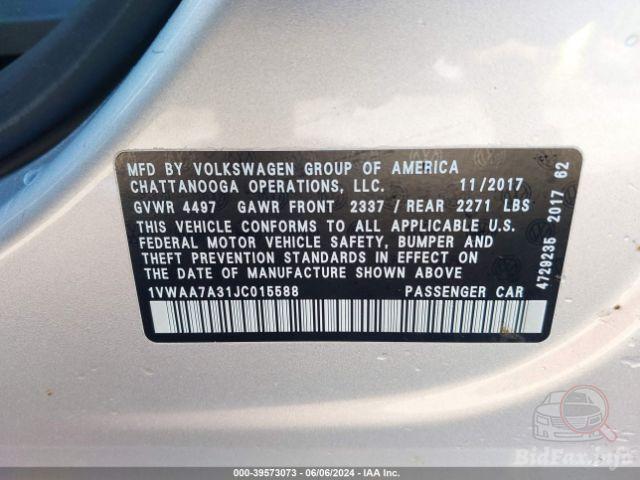 MFD BY VOLKSWAGEN GROUP OF AMERICA
CHATTANOOGA OPERATIONS, LLC. 11/2017
GVWR 4497 GAWR FRONT 2337 / REAR 2271 LBS
THIS VEHICLE CONFORMS TO ALL APPLICABLE U.S.
FEDERAL MOTOR VEHICLE SAFETY, BUMPER AND
THEFT PREVENTION STANDARDS IN EFFECT ON
THE DATE OF MANUFACTURE SHOWN ABOVE
1VWAA7A31JC015588 PASSENGER CAR
4729235 2017 62
000-39573073 - 06/06/2024 - IAA Inc.
BidFax.info